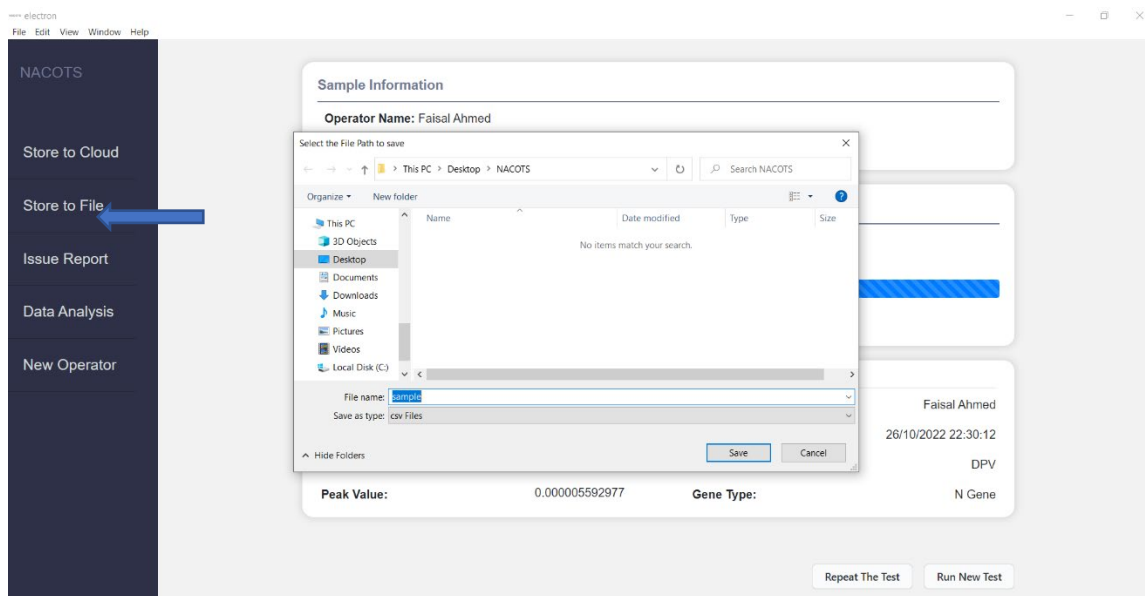 electron
File Edit View Window Help
NACOTS
Store to Cloud
Store to File
Issue Report
Data Analysis
New Operator
Sample Information
Operator Name: Faisal Ahmed
Select the File Path to save
This PC > Desktop > NACOTS
Search NACOTS
Organize
New folder
This PC
3D Objects
Desktop
Documents
Downloads
Music
Pictures
Videos
Local Disk (C:)
Name Date modified Type Size
No items match your search.
File name: sample
Save as type: csv Files
Hide Folders
Save Cancel
Faisal Ahmed
26/10/2022 22:30:12
DPV
Peak Value: 0.000005592977 Gene Type: N Gene
Repeat The Test Run New Test